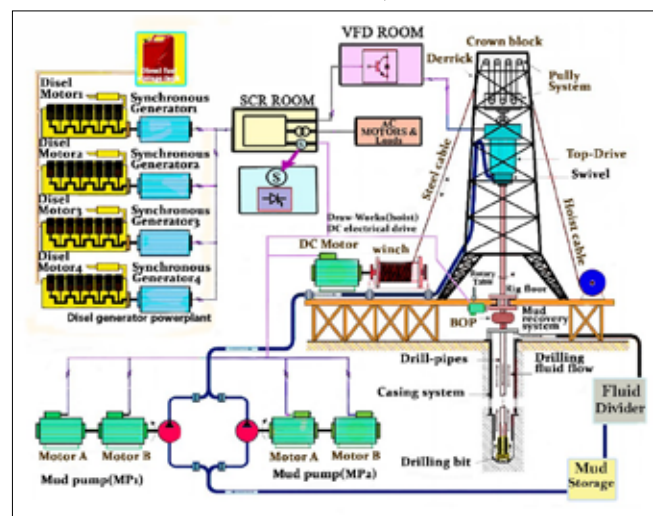 VFD ROOM
Crown block
Derrick
Pully
System
Disel
Motor1
Synchronous
Generator1
SCR ROOM
AC
MOTORS &
Loads
Disel
Motor2
Synchronous
Generator2
S
Top-Drive
Swivel
Steel cable
Hoist cable
Disel
Motor3
Synchronous
Generator3
Draw Works(hoist)
DC electrical drive
DC Motor
winch
Disel
Motor4
Synchronous
Generator4
Disel generator powerplant
Rotary
Table
Rig floor
BOP
Mud
recovery
system
Drill-pipes
Drilling
fluid flow
Casing system
Fluid
Divider
Drilling bit
Mud
Storage
Motor A
Motor B
Motor A
Motor B
Mud pump(MP1)
Mud pump(MP2)